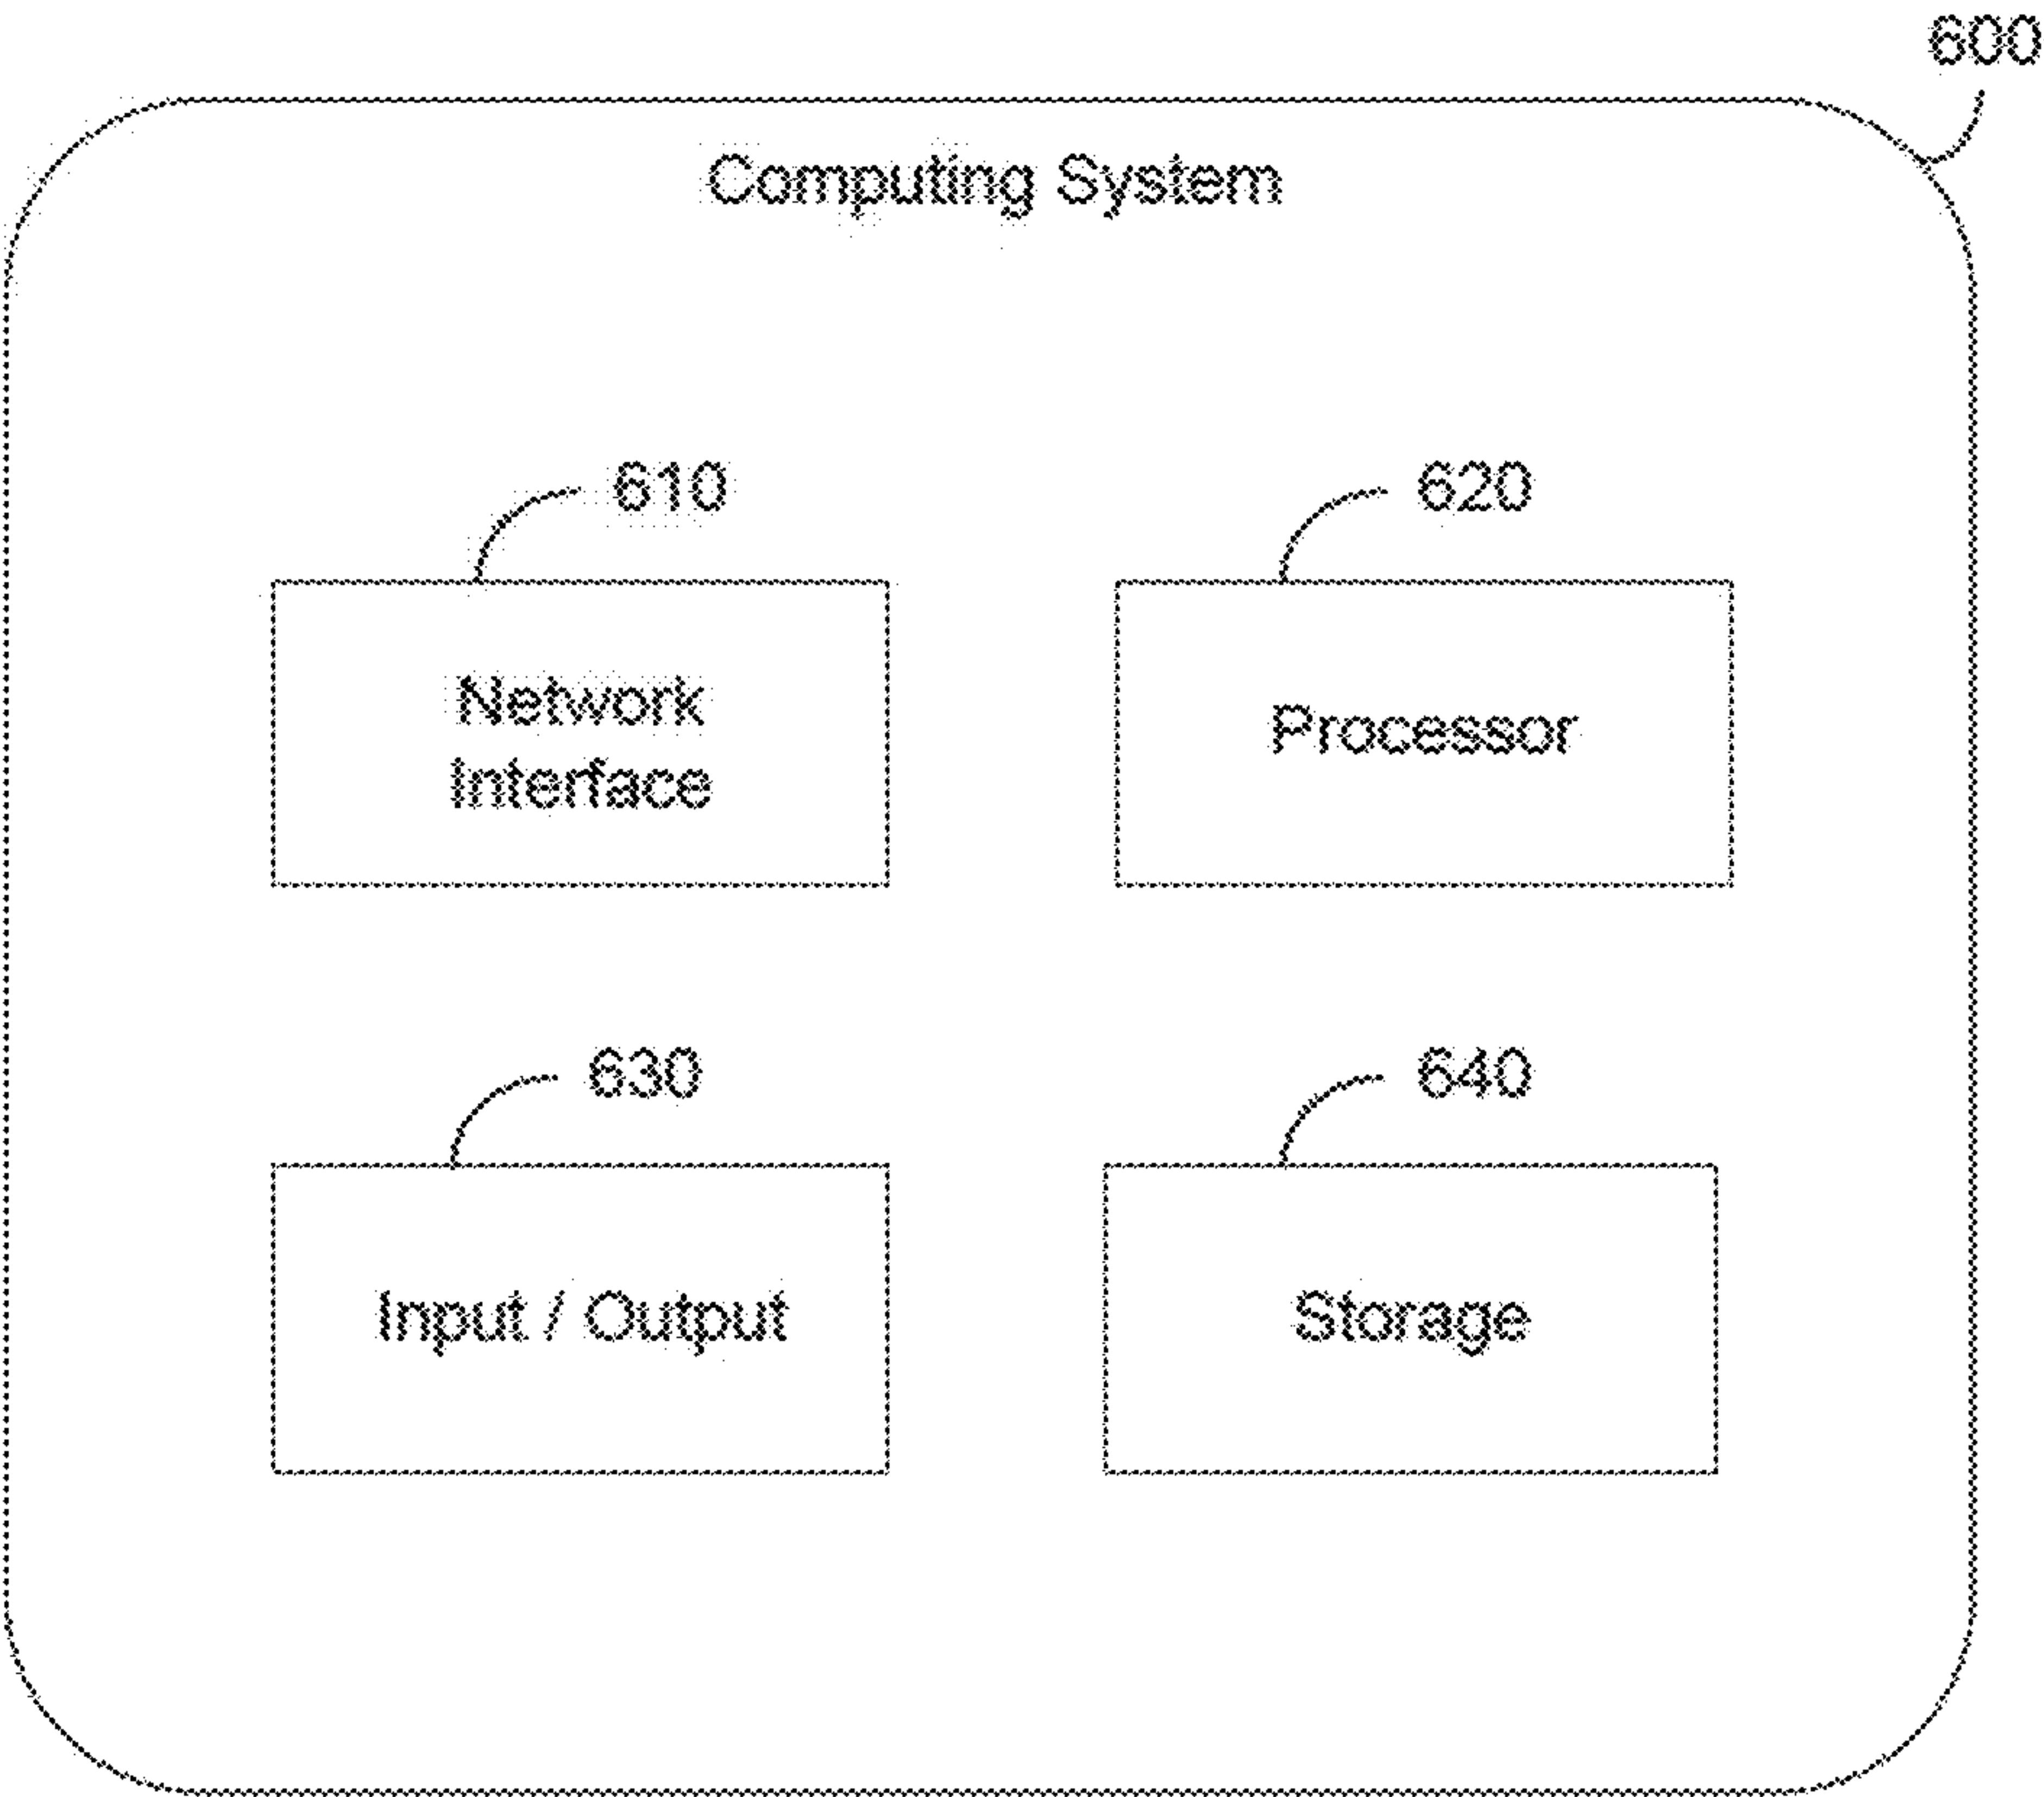 600
Computing System
610
620
Network
Interface
Processor
630
640
Input / Output
Storage